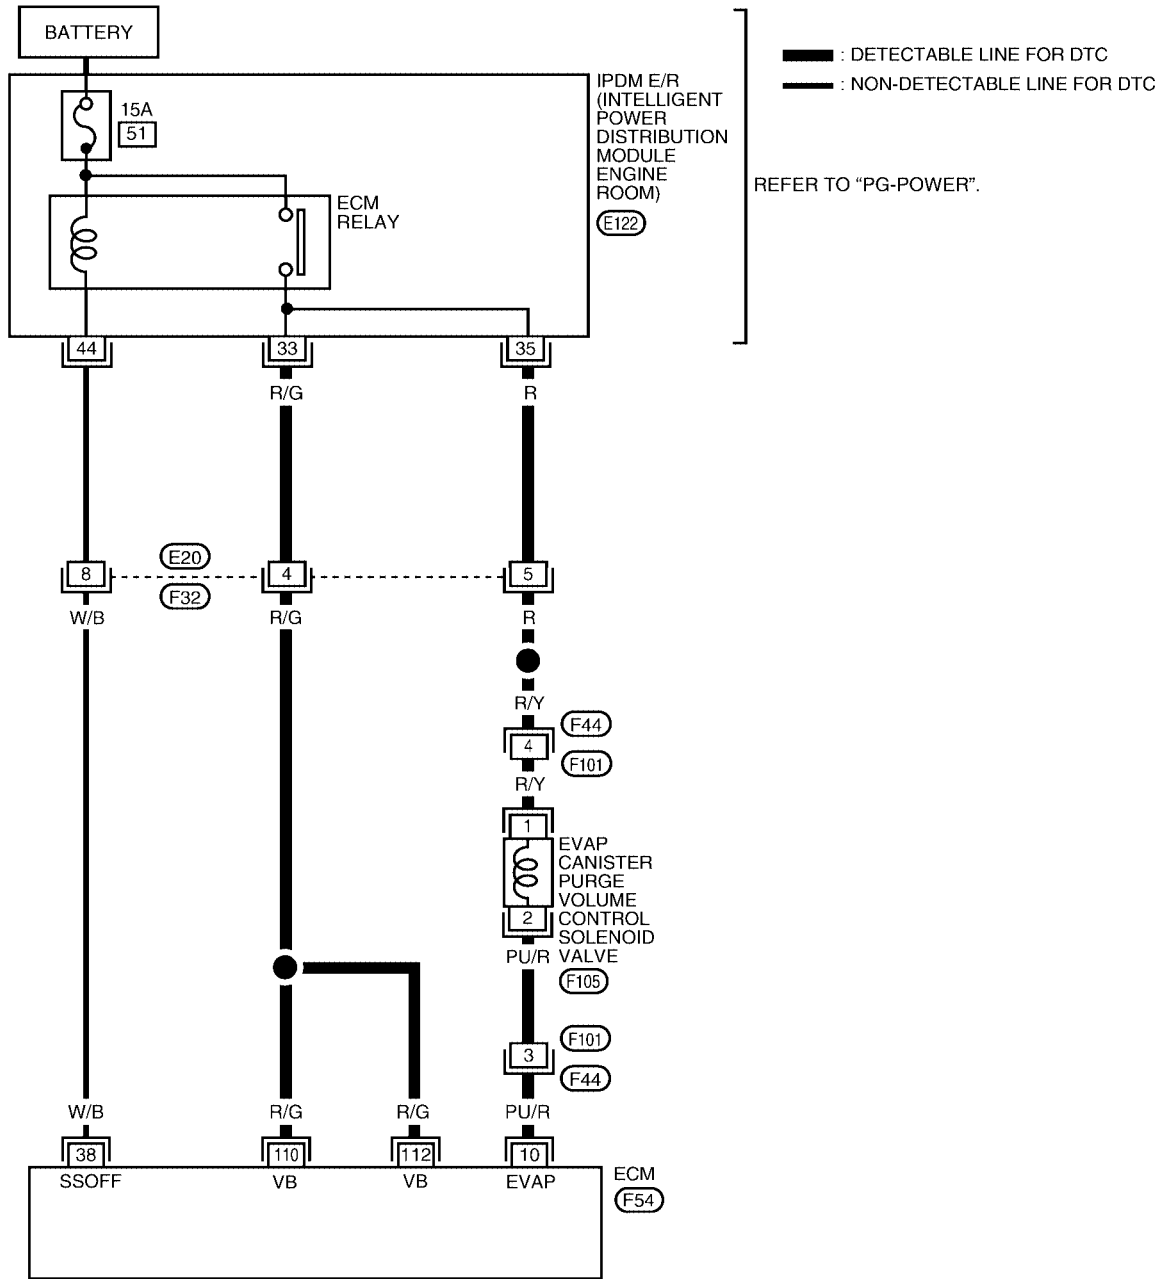 BATTERY
: DETECTABLE LINE FOR DTC
: NON-DETECTABLE LINE FOR DTC
15A
51
IPDM E/R
(INTELLIGENT
POWER
DISTRIBUTION
MODULE
ENGINE
ROOM)
E122
REFER TO “PG-POWER”.
ECM
RELAY
44 33 35
R/G R
E20
8 4 5
F32
W/B R/G R
R/Y
F44
4
F101
R/Y
1
EVAP
CANISTER
PURGE
VOLUME
CONTROL
SOLENOID
VALVE
2
PU/R
F105
F101
3
F44
W/B R/G R/G PU/R
38 110 112 10
SSOFF VB VB EVAP
ECM
F54